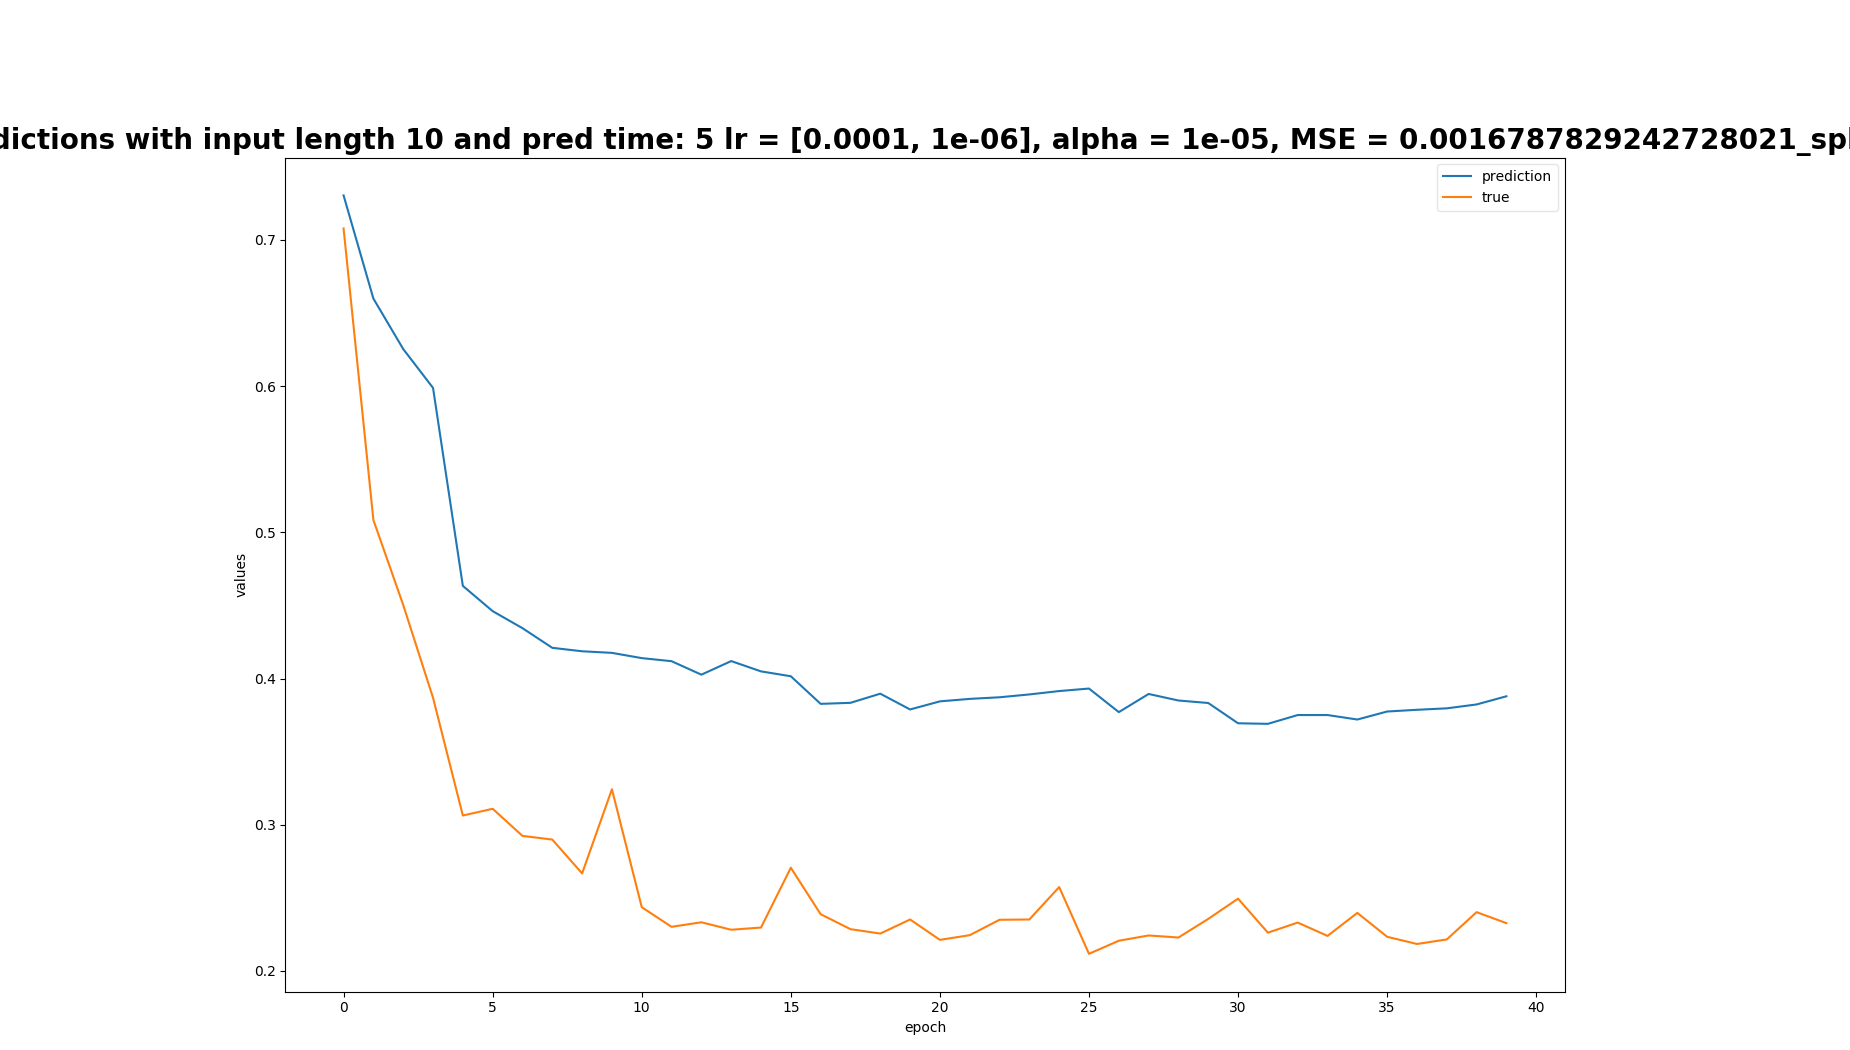 dictions with input length 10 and pred time: 5 lr = [0.0001, 1e-06], alpha = 1e-05, MSE = 0.0016787829242728021_spl
prediction
true
0.7
0.6
0.5
0.4
0.3
0.2
values
0 5 10 15 20 25 30 35 40
epoch